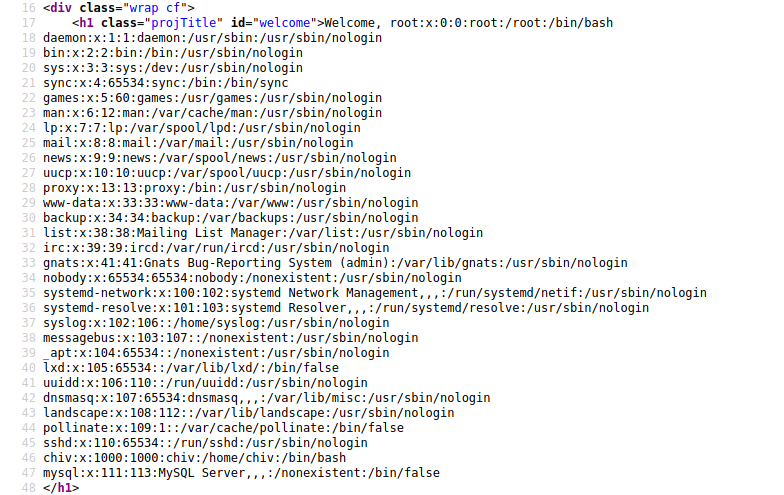 16 <div class="wrap cf">
17     <h1 class="projTitle" id="welcome">Welcome, root:x:0:0:root:/root:/bin/bash
18 daemon:x:1:1:daemon:/usr/sbin:/usr/sbin/nologin
19 bin:x:2:2:bin:/bin:/usr/sbin/nologin
20 sys:x:3:3:sys:/dev:/usr/sbin/nologin
21 sync:x:4:65534:sync:/bin:/bin/sync
22 games:x:5:60:games:/usr/games:/usr/sbin/nologin
23 man:x:6:12:man:/var/cache/man:/usr/sbin/nologin
24 lp:x:7:7:lp:/var/spool/lpd:/usr/sbin/nologin
25 mail:x:8:8:mail:/var/mail:/usr/sbin/nologin
26 news:x:9:9:news:/var/spool/news:/usr/sbin/nologin
27 uucp:x:10:10:uucp:/var/spool/uucp:/usr/sbin/nologin
28 proxy:x:13:13:proxy:/bin:/usr/sbin/nologin
29 www-data:x:33:33:www-data:/var/www:/usr/sbin/nologin
30 backup:x:34:34:backup:/var/backups:/usr/sbin/nologin
31 list:x:38:38:Mailing List Manager:/var/list:/usr/sbin/nologin
32 irc:x:39:39:ircd:/var/run/ircd:/usr/sbin/nologin
33 gnats:x:41:41:Gnats Bug-Reporting System (admin):/var/lib/gnats:/usr/sbin/nologin
34 nobody:x:65534:65534:nobody:/nonexistent:/usr/sbin/nologin
35 systemd-network:x:100:102:systemd Network Management,,,:/run/systemd/netif:/usr/sbin/nologin
36 systemd-resolve:x:101:103:systemd Resolver,,,:/run/systemd/resolve:/usr/sbin/nologin
37 syslog:x:102:106::/home/syslog:/usr/sbin/nologin
38 messagebus:x:103:107::/nonexistent:/usr/sbin/nologin
39 _apt:x:104:65534::/nonexistent:/usr/sbin/nologin
40 lxd:x:105:65534::/var/lib/lxd/:/bin/false
41 uuidd:x:106:110::/run/uuidd:/usr/sbin/nologin
42 dnsmasq:x:107:65534:dnsmasq,,,:/var/lib/misc:/usr/sbin/nologin
43 landscape:x:108:112::/var/lib/landscape:/usr/sbin/nologin
44 pollinate:x:109:1::/var/cache/pollinate:/bin/false
45 sshd:x:110:65534::/run/sshd:/usr/sbin/nologin
46 chiv:x:1000:1000:chiv:/home/chiv:/bin/bash
47 mysql:x:111:113:MySQL Server,,,:/nonexistent:/bin/false
48 </h1>